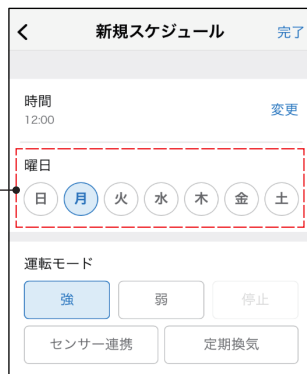 新規スケジュール 完了
時間
12:00
変更
曜日
日 月 火 水 木 金 土
運転モード
強 弱 停止
センサー連携 定期換気